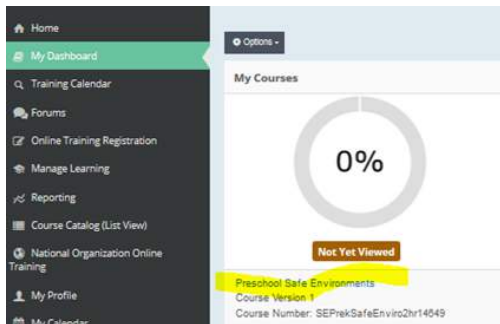 Home
My Dashboard
Training Calendar
Forums
Online Training Registration
Manage Learning
Reporting
Course Catalog (List View)
National Organization Online
Training
My Profile
My Calendar
Options
My Courses
0%
Not Yet Viewed
Preschool Safe Environments
Course Version 1
Course Number: SEPrekSafeEnviro2hr14649